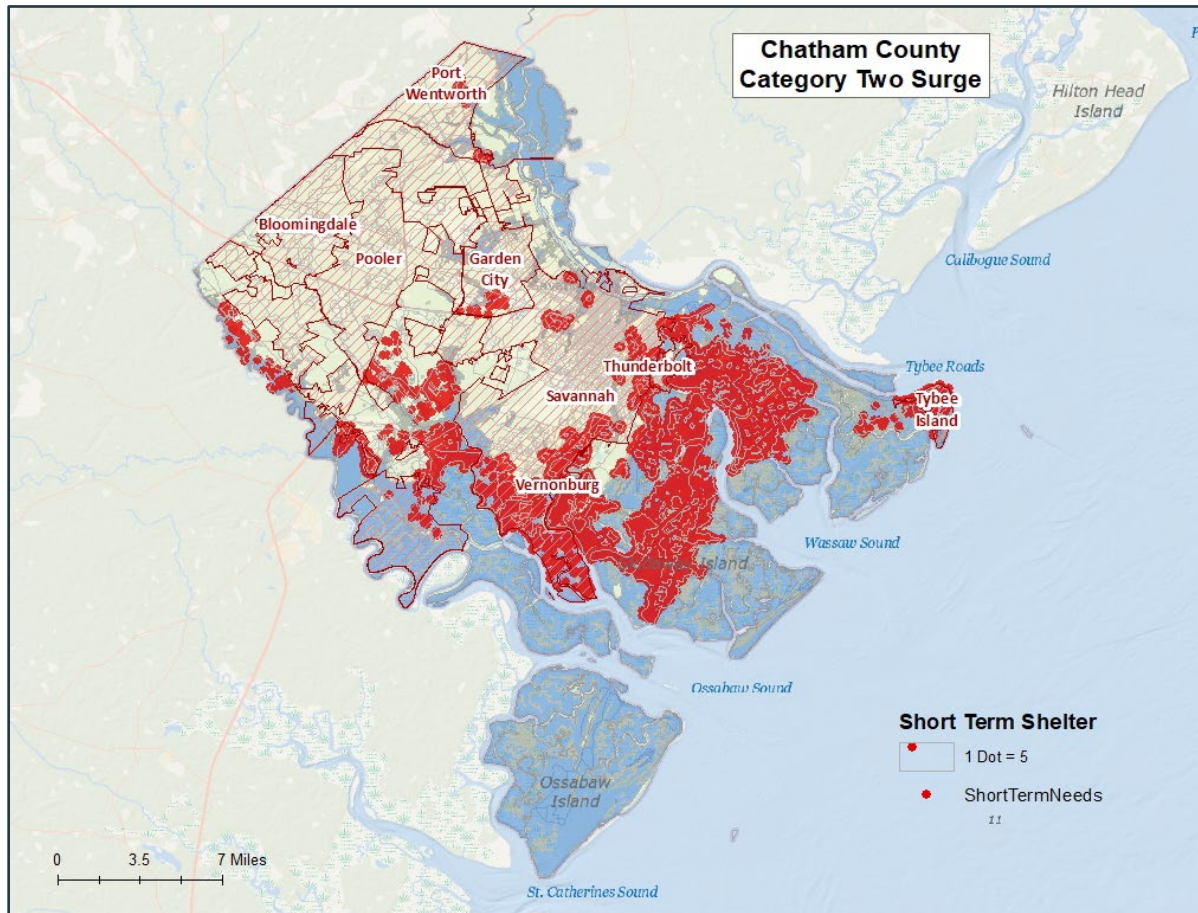 Chatham County
Category Two Surge
Port
Wentworth
Hilton Head
Island
Bloomingdale
Pooler
Garden
City
Calibogue Sound
Thunderbolt
Tybee Roads
Savannah
Tybee
Island
Vernonburg
Wassaw Sound
Island
Ossabaw Sound
Short Term Shelter
1 Dot = 5
ShortTermNeeds
11
Ossabaw
Island
0 3.5 7 Miles
St. Catherines Sound